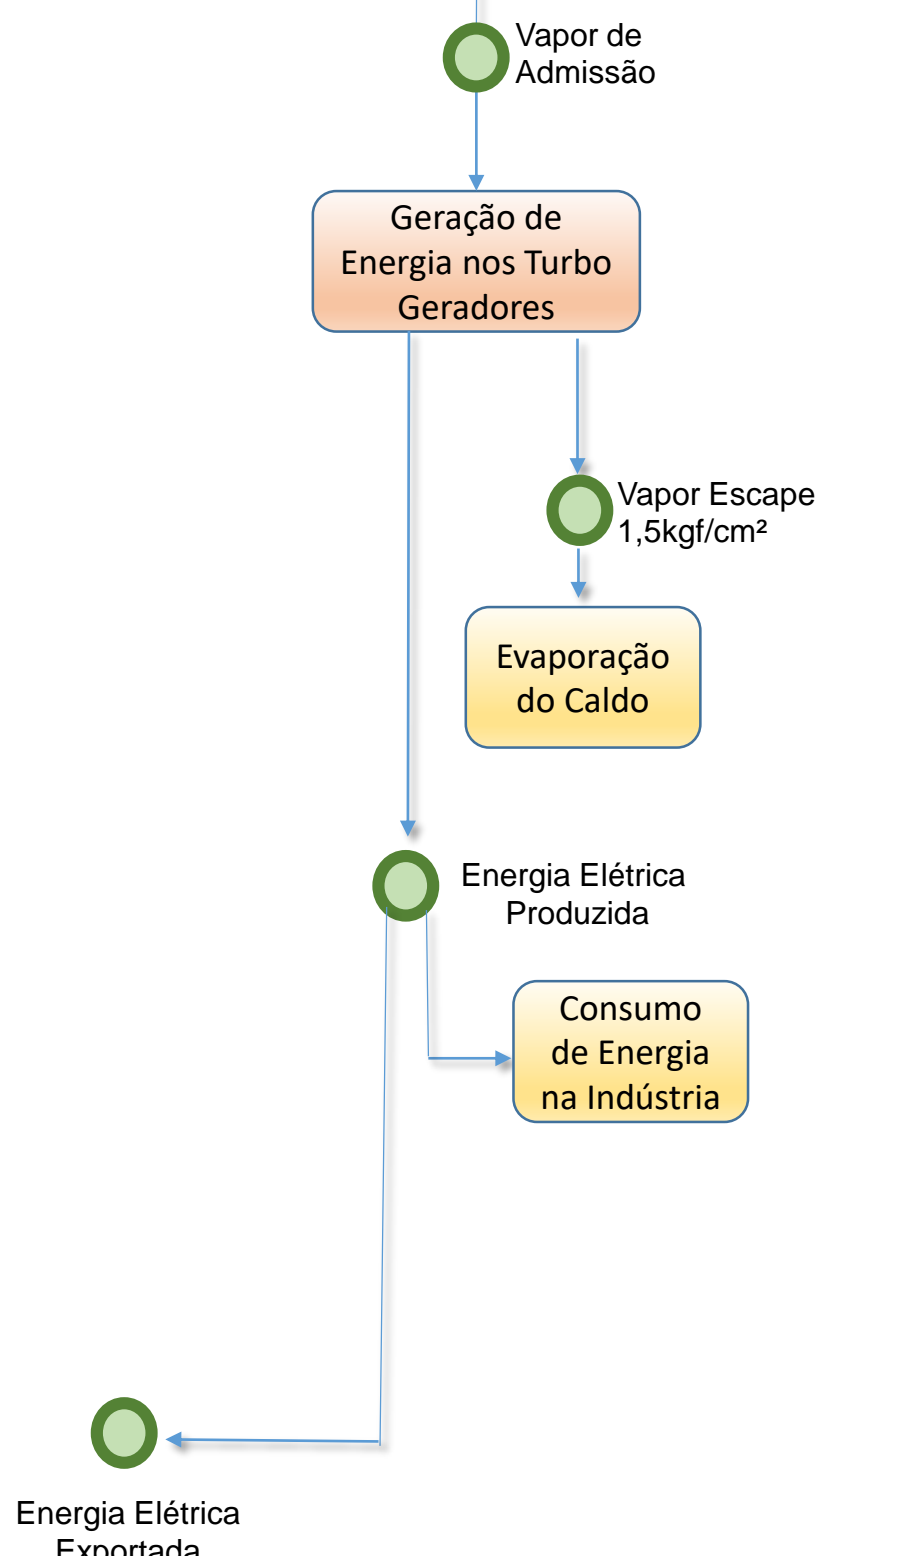 Vapor de
Admissão
Geração de
Energia nos Turbo
Geradores
Vapor Escape
1,5kgf/cm²
Evaporação
do Caldo
Energia Elétrica
Produzida
Consumo
de Energia
na Indústria
Energia Elétrica
Exportada